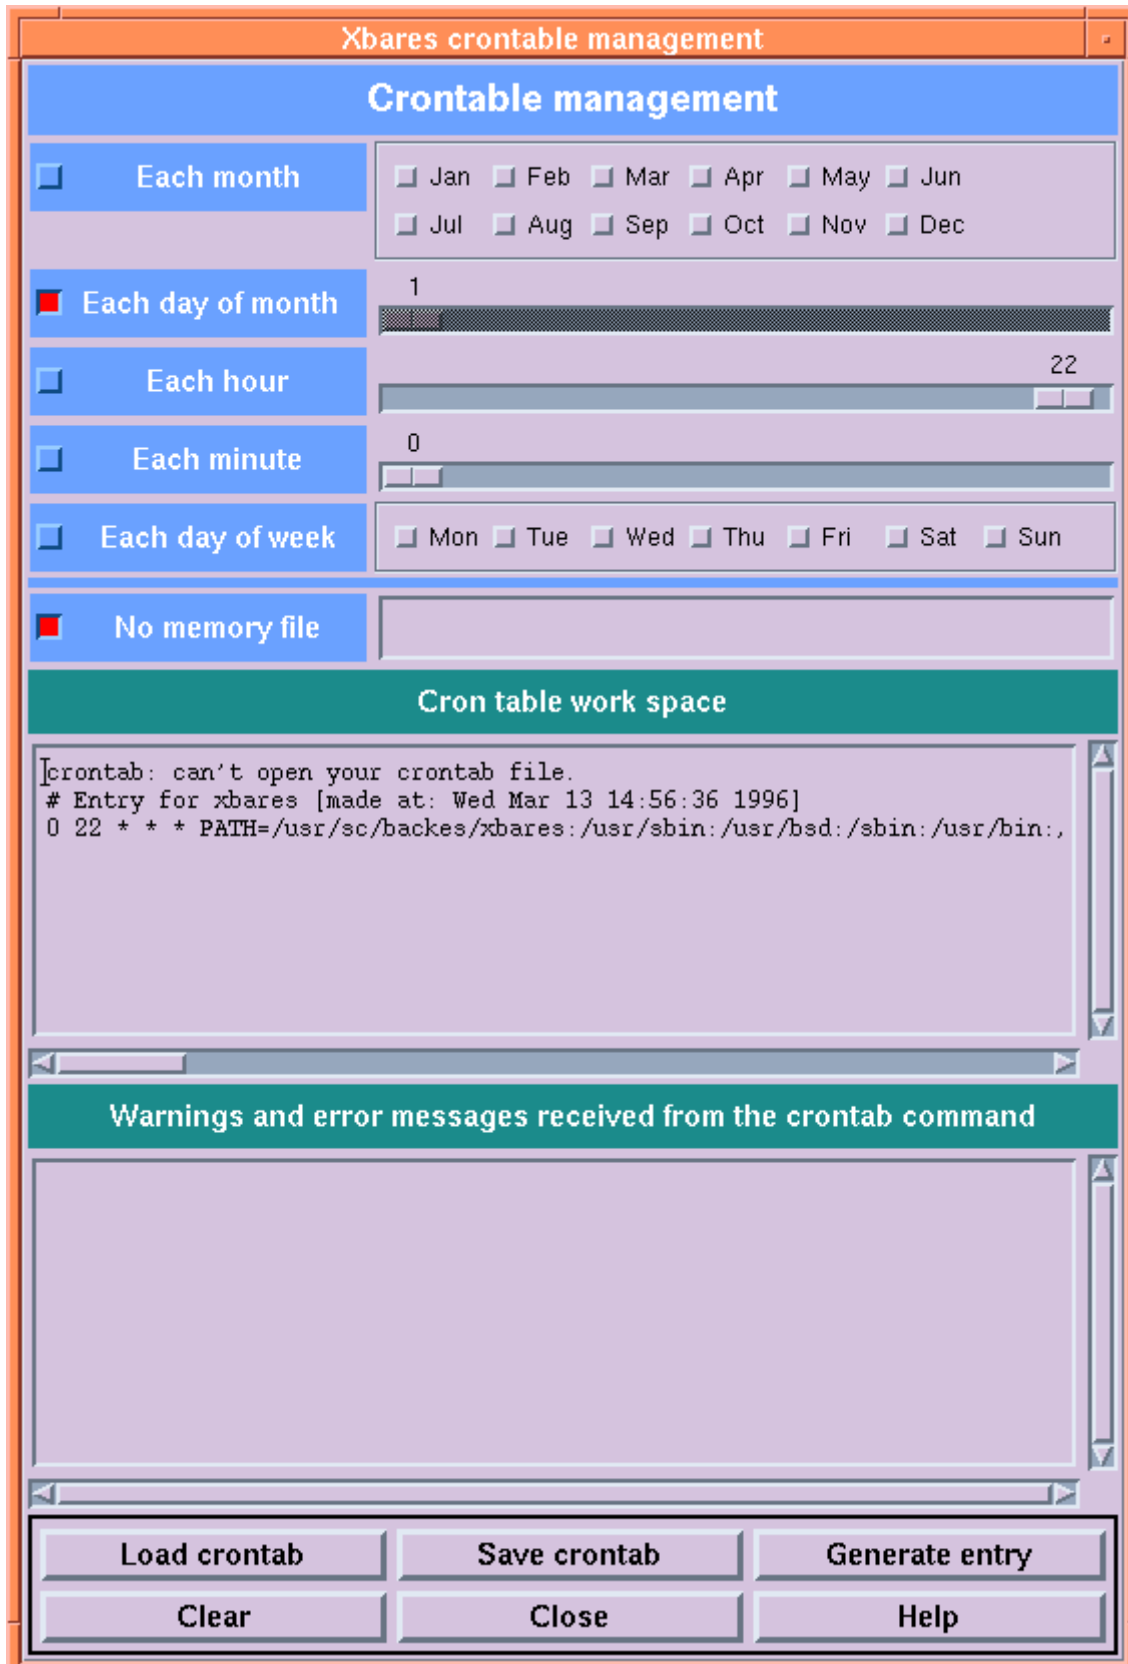 Xbares crontable management
Crontable management
Each month
Jan Feb Mar Apr May Jun
Jul Aug Sep Oct Nov Dec
Each day of month
1
Each hour
22
Each minute
0
Each day of week
Mon Tue Wed Thu Fri Sat Sun
No memory file
Cron table work space
crontab: can't open your crontab file.
# Entry for xbares [made at: Wed Mar 13 14:56:36 1996]
0 22 * * * PATH=/usr/sc/backes/xbares:/usr/sbin:/usr/bsd:/sbin:/usr/bin:
Warnings and error messages received from the crontab command
Load crontab Save crontab Generate entry
Clear Close Help